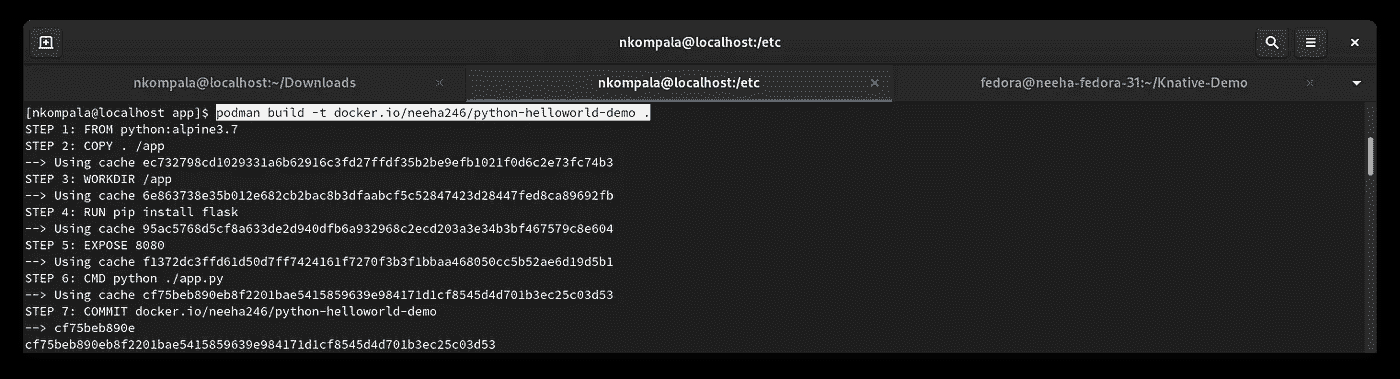 nkompala@localhost:/etc
nkompala@localhost:~/Downloads
nkompala@localhost:/etc
fedora@neeha-fedora-31:~/Knative-Demo
[nkompala@localhost app]$ podman build -t docker.io/neeha246/python-helloworld-demo .
STEP 1: FROM python:alpine3.7
STEP 2: COPY . /app
--> Using cache ec732798cd1029331a6b62916c3fd27ffdf35b2be9efb1021f0d6c2e73fc74b3
STEP 3: WORKDIR /app
--> Using cache 6e863738e35b012e682cb2bac8b3dfaabcf5c52847423d28447fed8ca89692fb
STEP 4: RUN pip install flask
--> Using cache 95ac5768d5cf8a633de2d940dfb6a932968c2ecd203a3e34b3bf467579c8e604
STEP 5: EXPOSE 8080
--> Using cache f1372dc3ffd61d50d7ff7424161f7270f3b3f1bbaa468050cc5b52ae6d19d5b1
STEP 6: CMD python ./app.py
--> Using cache cf75beb890eb8f2201bae5415859639e984171d1cf8545d4d701b3ec25c03d53
STEP 7: COMMIT docker.io/neeha246/python-helloworld-demo
--> cf75beb890e
cf75beb890eb8f2201bae5415859639e984171d1cf8545d4d701b3ec25c03d53